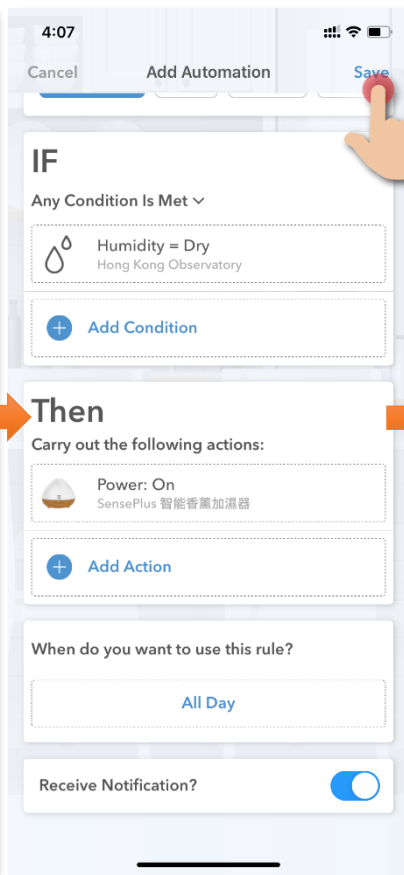 4:07
Cancel Add Automation Save
IF
Any Condition Is Met
Humidity = Dry
Hong Kong Observatory
Add Condition
Then
Carry out the following actions:
Power: On
SensePlus 智能香薰加濕器
Add Action
When do you want to use this rule?
All Day
Receive Notification?